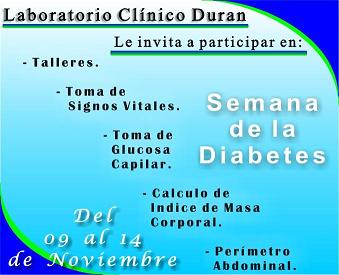 Laboratorio Clínico Duran
Le invita a participar en:
- Talleres.
- Toma de
Signos Vitales.
- Toma de
Glucosa
Capilar.
- Calculo de
Indice de Masa
Corporal.
- Perímetro
Abdominal.
Semana
de la
Diabetes
Del
09 al 14
de Noviembre